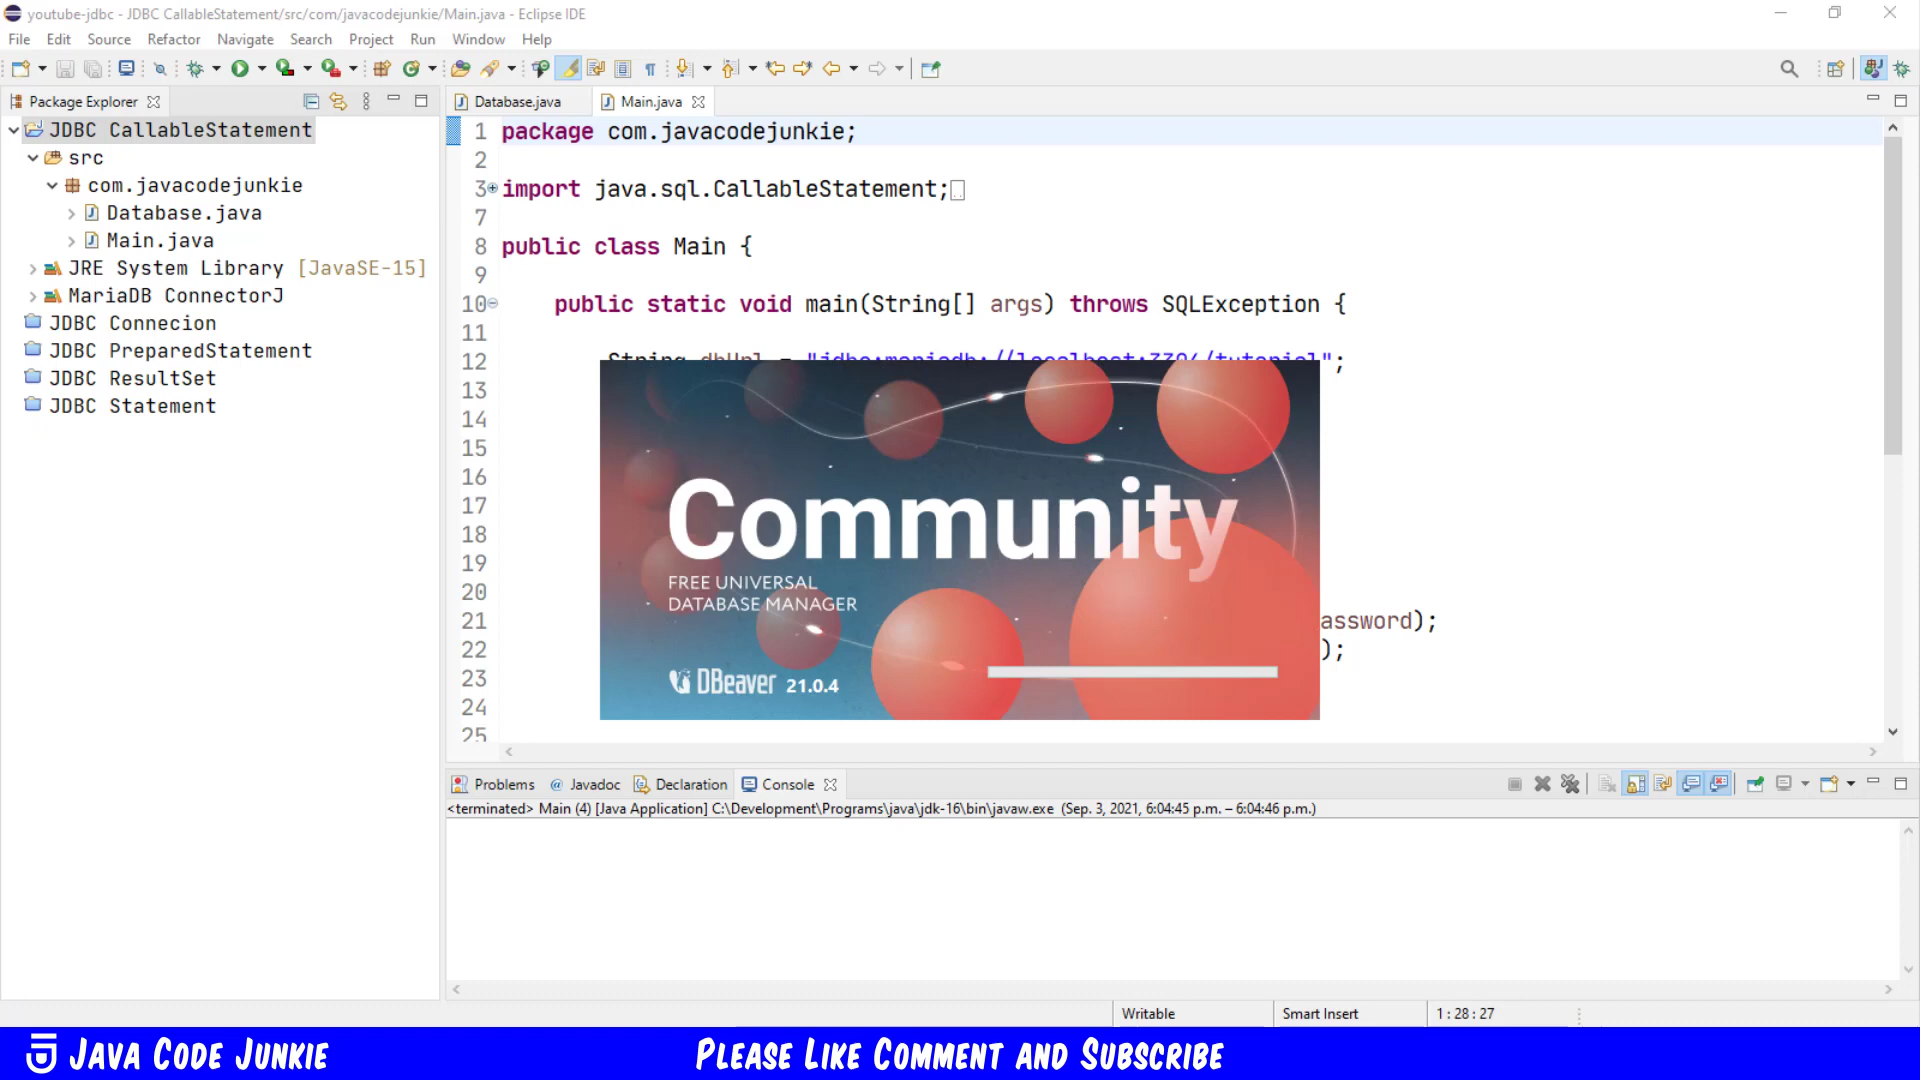 youtube-jdbc - JDBC CallableStatement/src/com/javacodejunkie/Main.java - Eclipse IDE
File Edit Source Refactor Navigate Search Project Run Window Help
Package Explorer
JDBC CallableStatement
src
com.javacodejunkie
Database.java
Main.java
JRE System Library [JavaSE-15]
MariaDB ConnectorJ
JDBC Connecion
JDBC PreparedStatement
JDBC ResultSet
JDBC Statement
Database.java Main.java
1 package com.javacodejunkie;
2
3 import java.sql.CallableStatement;
7
8 public class Main {
9
10 public static void main(String[] args) throws SQLException {
11
12 String dbUrl = "jdbc:mariadb://localhost:3306/tutorial";
13
14
15
16
17
18
19
20
21 assword);
22 );
23
24
25
Community
FREE UNIVERSAL
DATABASE MANAGER
DBeaver 21.0.4
Problems @ Javadoc Declaration Console
<terminated> Main (4) [Java Application] C:\Development\Programs\java\jdk-16\bin\javaw.exe (Sep. 3, 2021, 6:04:45 p.m. – 6:04:46 p.m.)
Writable Smart Insert 1 : 28 : 27
JAVA CODE JUNKIE PLEASE LIKE COMMENT AND SUBSCRIBE